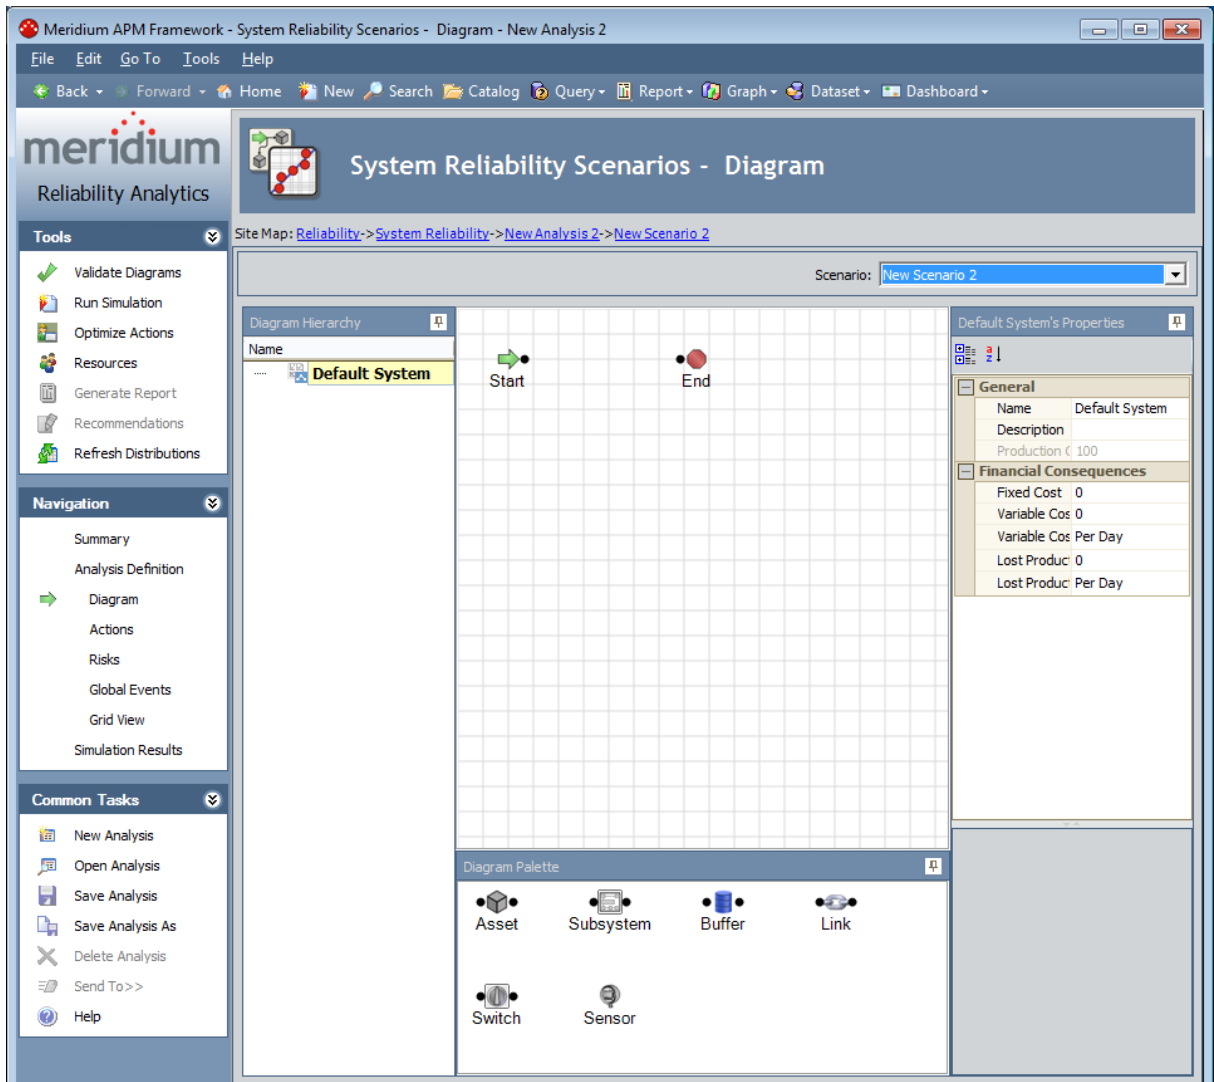 Meridium APM Framework - System Reliability Scenarios - Diagram - New Analysis 2
File Edit Go To Tools Help
Back Forward Home New Search Catalog Query Report Graph Dataset Dashboard
meridium
Reliability Analytics
System Reliability Scenarios - Diagram
Site Map: Reliability->System Reliability->New Analysis 2->New Scenario 2
Scenario: New Scenario 2
Tools
Validate Diagrams
Run Simulation
Optimize Actions
Resources
Generate Report
Recommendations
Refresh Distributions
Navigation
Summary
Analysis Definition
Diagram
Actions
Risks
Global Events
Grid View
Simulation Results
Common Tasks
New Analysis
Open Analysis
Save Analysis
Save Analysis As
Delete Analysis
Send To>>
Help
Diagram Hierarchy
Name
Default System
Start
End
Diagram Palette
Asset
Subsystem
Buffer
Link
Switch
Sensor
Default System's Properties
General
Name Default System
Description
Production ( 100
Financial Consequences
Fixed Cost 0
Variable Cos 0
Variable Cos Per Day
Lost Produc 0
Lost Produc Per Day